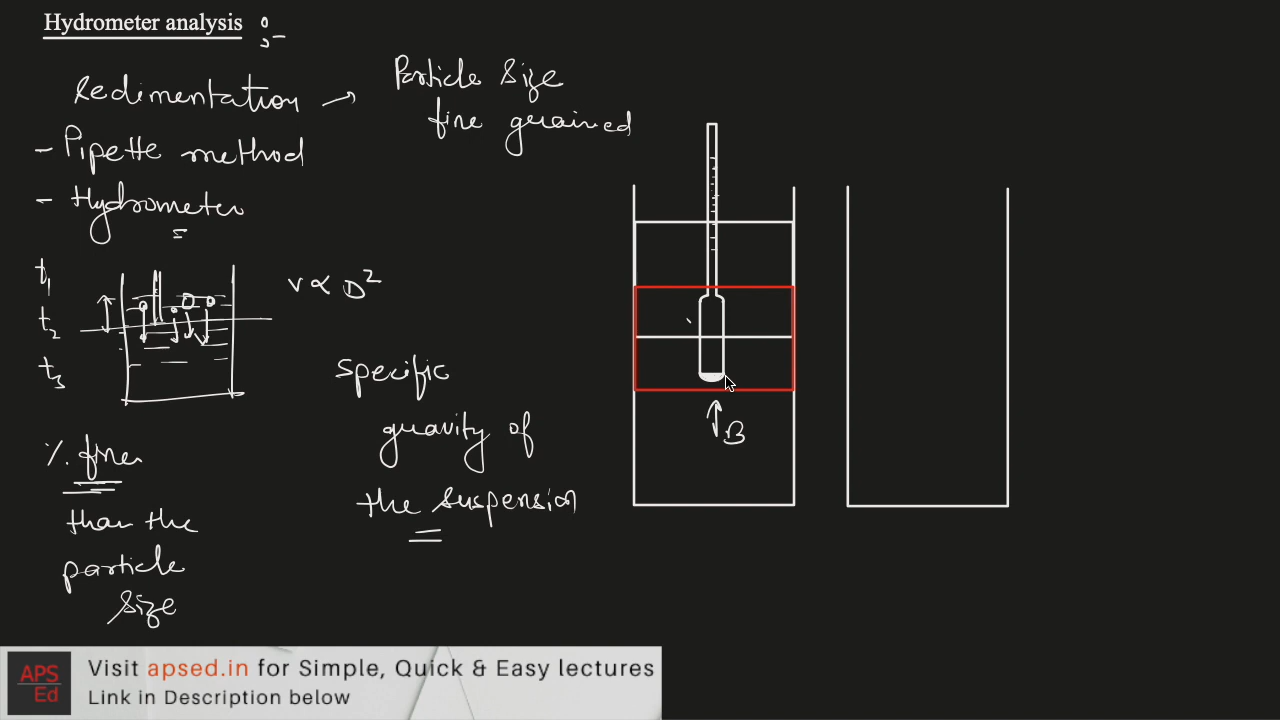 Hydrometer analysis :-
Sedimentation → Particle Size
fine grained
- Pipette method
- Hydrometer
t1
t2
t3
v ∝ D²
% finer
than the
particle
size
specific
gravity of
the suspension
B
APS
Ed
Visit apsed.in for Simple, Quick & Easy lectures
Link in Description below